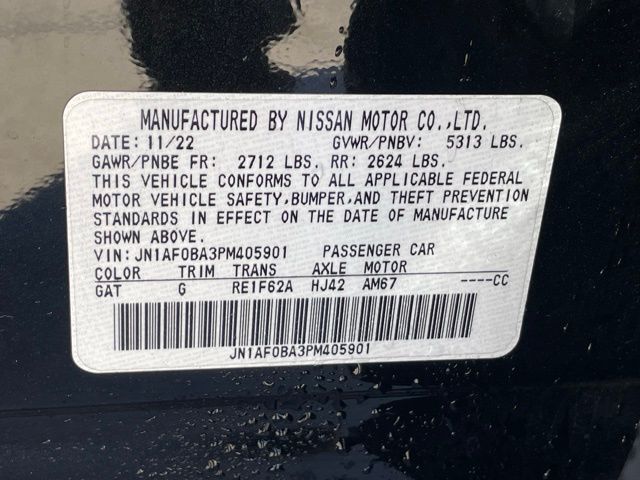 MANUFACTURED BY NISSAN MOTOR CO.,LTD.
DATE: 11/22 GVWR/PNBV: 5313 LBS.
GAWR/PNBE FR: 2712 LBS. RR: 2624 LBS.
THIS VEHICLE CONFORMS TO ALL APPLICABLE FEDERAL
MOTOR VEHICLE SAFETY,BUMPER,AND THEFT PREVENTION
STANDARDS IN EFFECT ON THE DATE OF MANUFACTURE
SHOWN ABOVE.
VIN: JN1AF0BA3PM405901 PASSENGER CAR
COLOR TRIM TRANS AXLE MOTOR
GAT G RE1F62A HJ42 AM67 ----CC
JN1AF0BA3PM405901